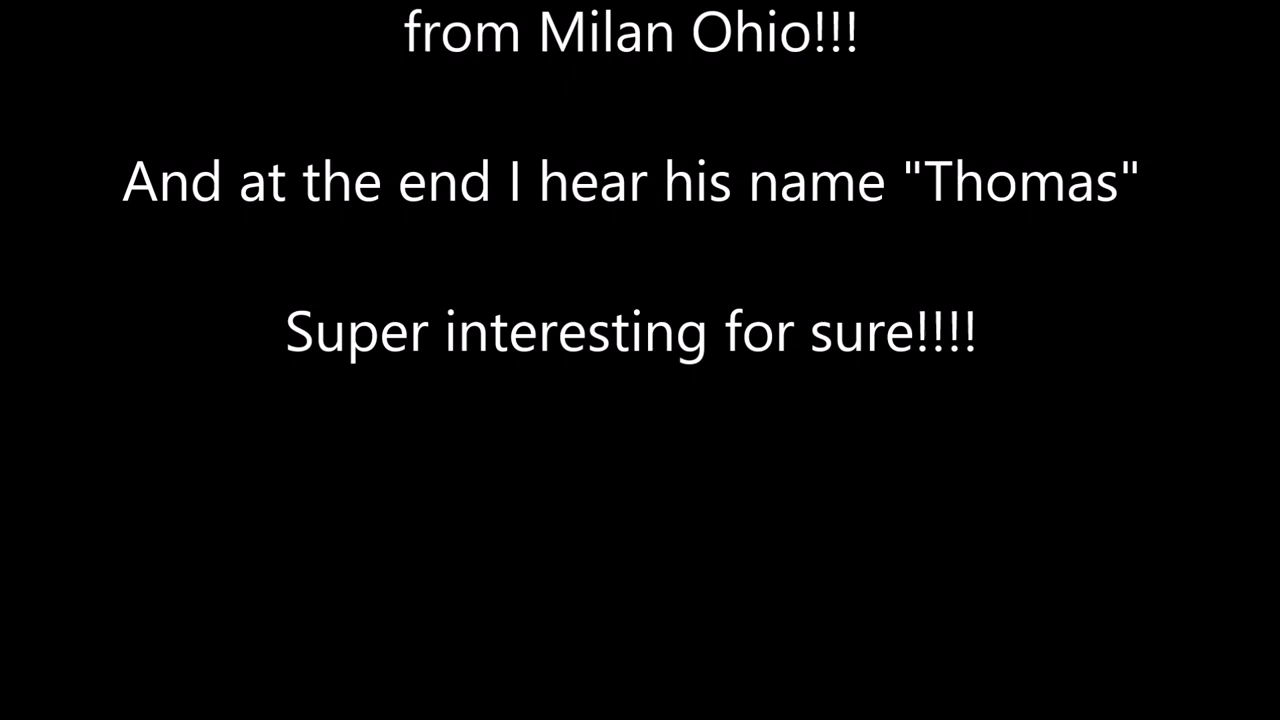 from Milan Ohio!!!
And at the end I hear his name "Thomas"
Super interesting for sure!!!!